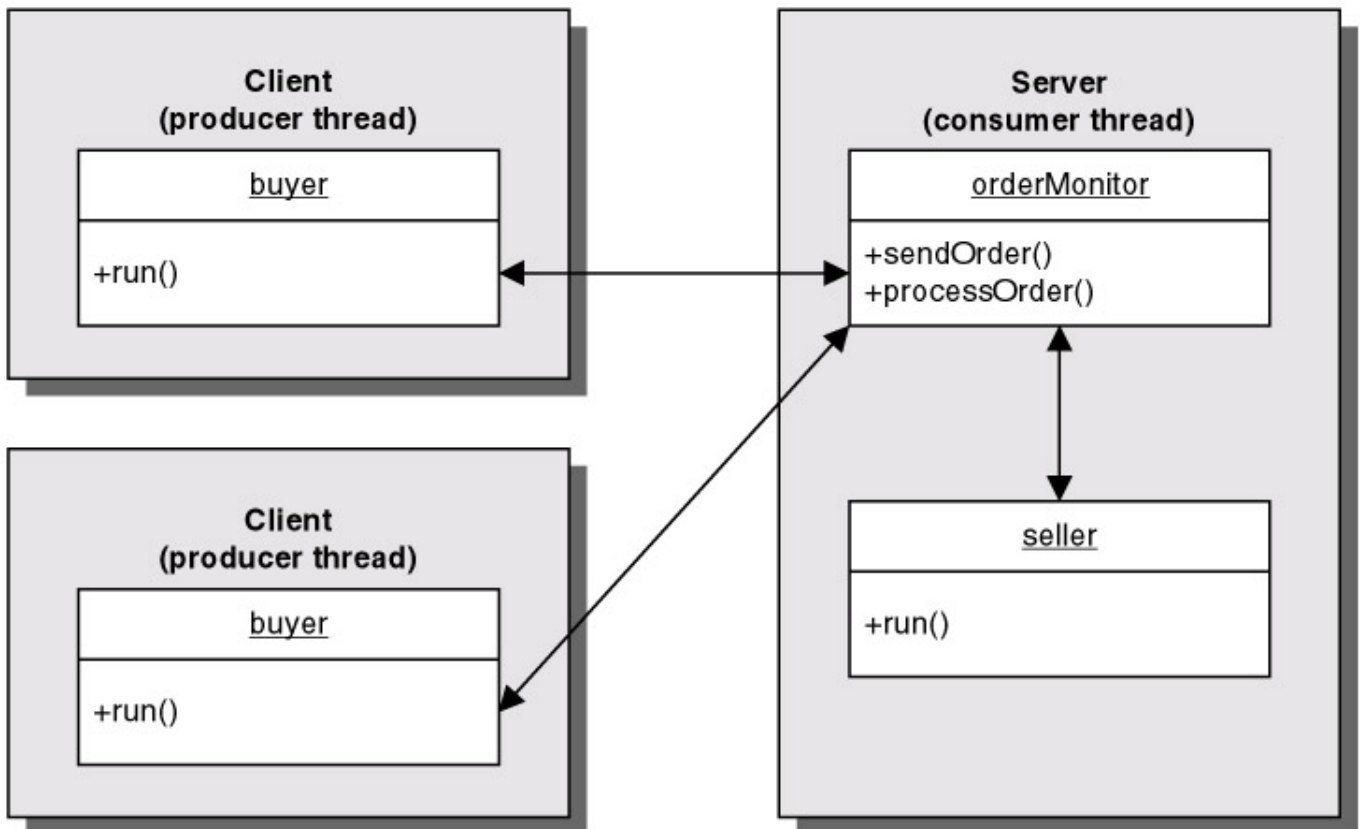 Client
(producer thread)
buyer
+run()
Client
(producer thread)
buyer
+run()
Server
(consumer thread)
orderMonitor
+sendOrder()
+processOrder()
seller
+run()